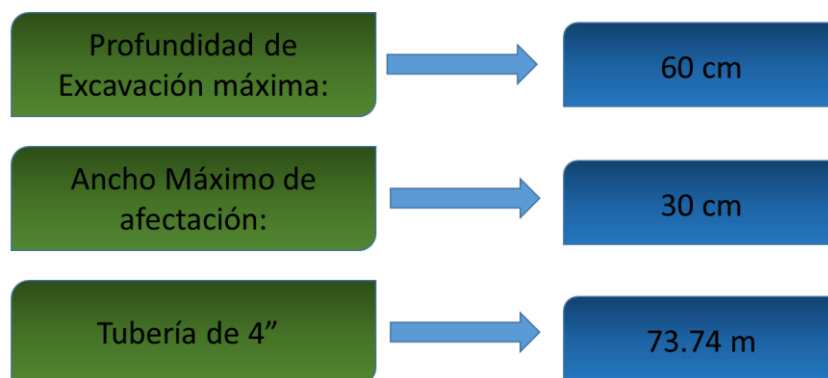 Profundidad de
Excavación máxima:
60 cm
Ancho Máximo de
afectación:
30 cm
Tubería de 4”
73.74 m